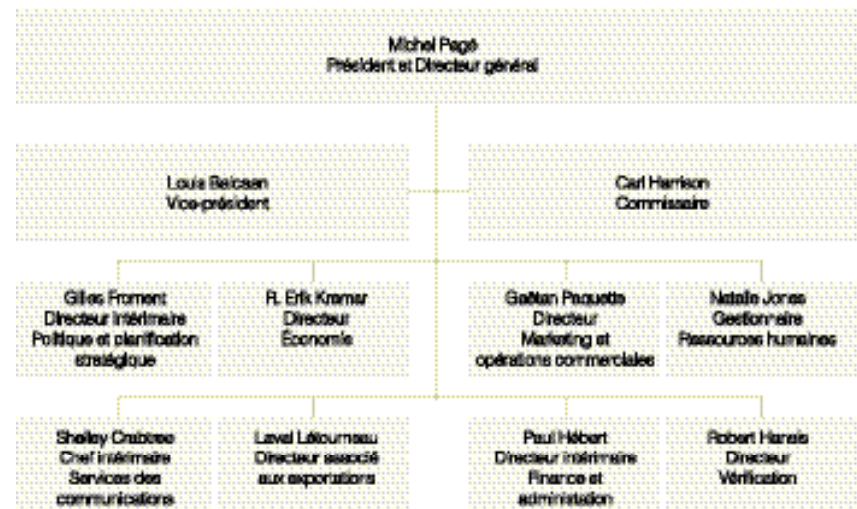 Michel Pagé
Président et Directeur général
Louis Balcaen
Vice-président
Carl Harrison
Commissaire
Gilles Froment
Directeur intérimaire
Politique et planification
stratégique
R. Erik Kramar
Directeur
Économie
Gaëtan Paquette
Directeur
Marketing et
opérations commerciales
Natalie Jones
Gestionnaire
Ressources humaines
Shelley Crabtree
Chef intérimaire
Services des
communications
Laval Létourneau
Directeur associé
aux exportations
Paul Hébert
Directeur intérimaire
Finance et
administation
Robert
Directeur
Vérification